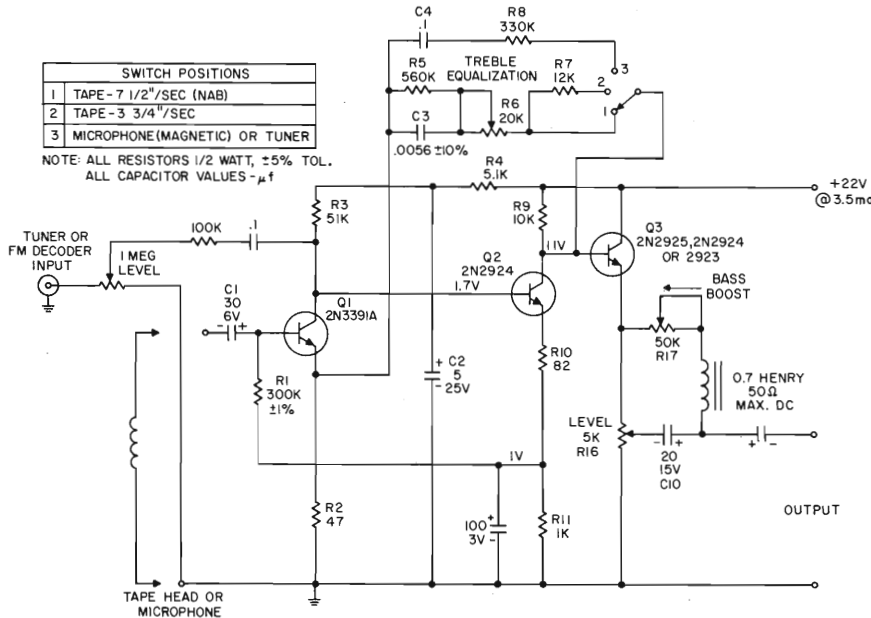 C4
.1
R8
330K
SWITCH POSITIONS
1 TAPE-7 1/2"/SEC (NAB)
2 TAPE-3 3/4"/SEC
3 MICROPHONE (MAGNETIC) OR TUNER
NOTE: ALL RESISTORS 1/2 WATT, ±5% TOL.
ALL CAPACITOR VALUES-μf
R5
560K
TREBLE
EQUALIZATION
R7
12K
3
2
1
R6
20K
C3
.0056 ±10%
R4
5.1K
+22V
@ 3.5ma
R3
51K
R9
10K
11V
Q3
2N2925, 2N2924
OR 2923
100K
.1
TUNER OR
FM DECODER
INPUT
1 MEG
LEVEL
C1
30
6V
- +
Q1
2N3391A
Q2
2N2924
1.7V
BASS
BOOST
50K
R17
R1
300K
±1%
+ C2
5
- 25V
R10
82
0.7 HENRY
50Ω
MAX. DC
LEVEL
5K
R16
- +
20
15V
C10
+ -
1V
R2
47
100 +
3V -
R11
1K
OUTPUT
TAPE HEAD OR
MICROPHONE